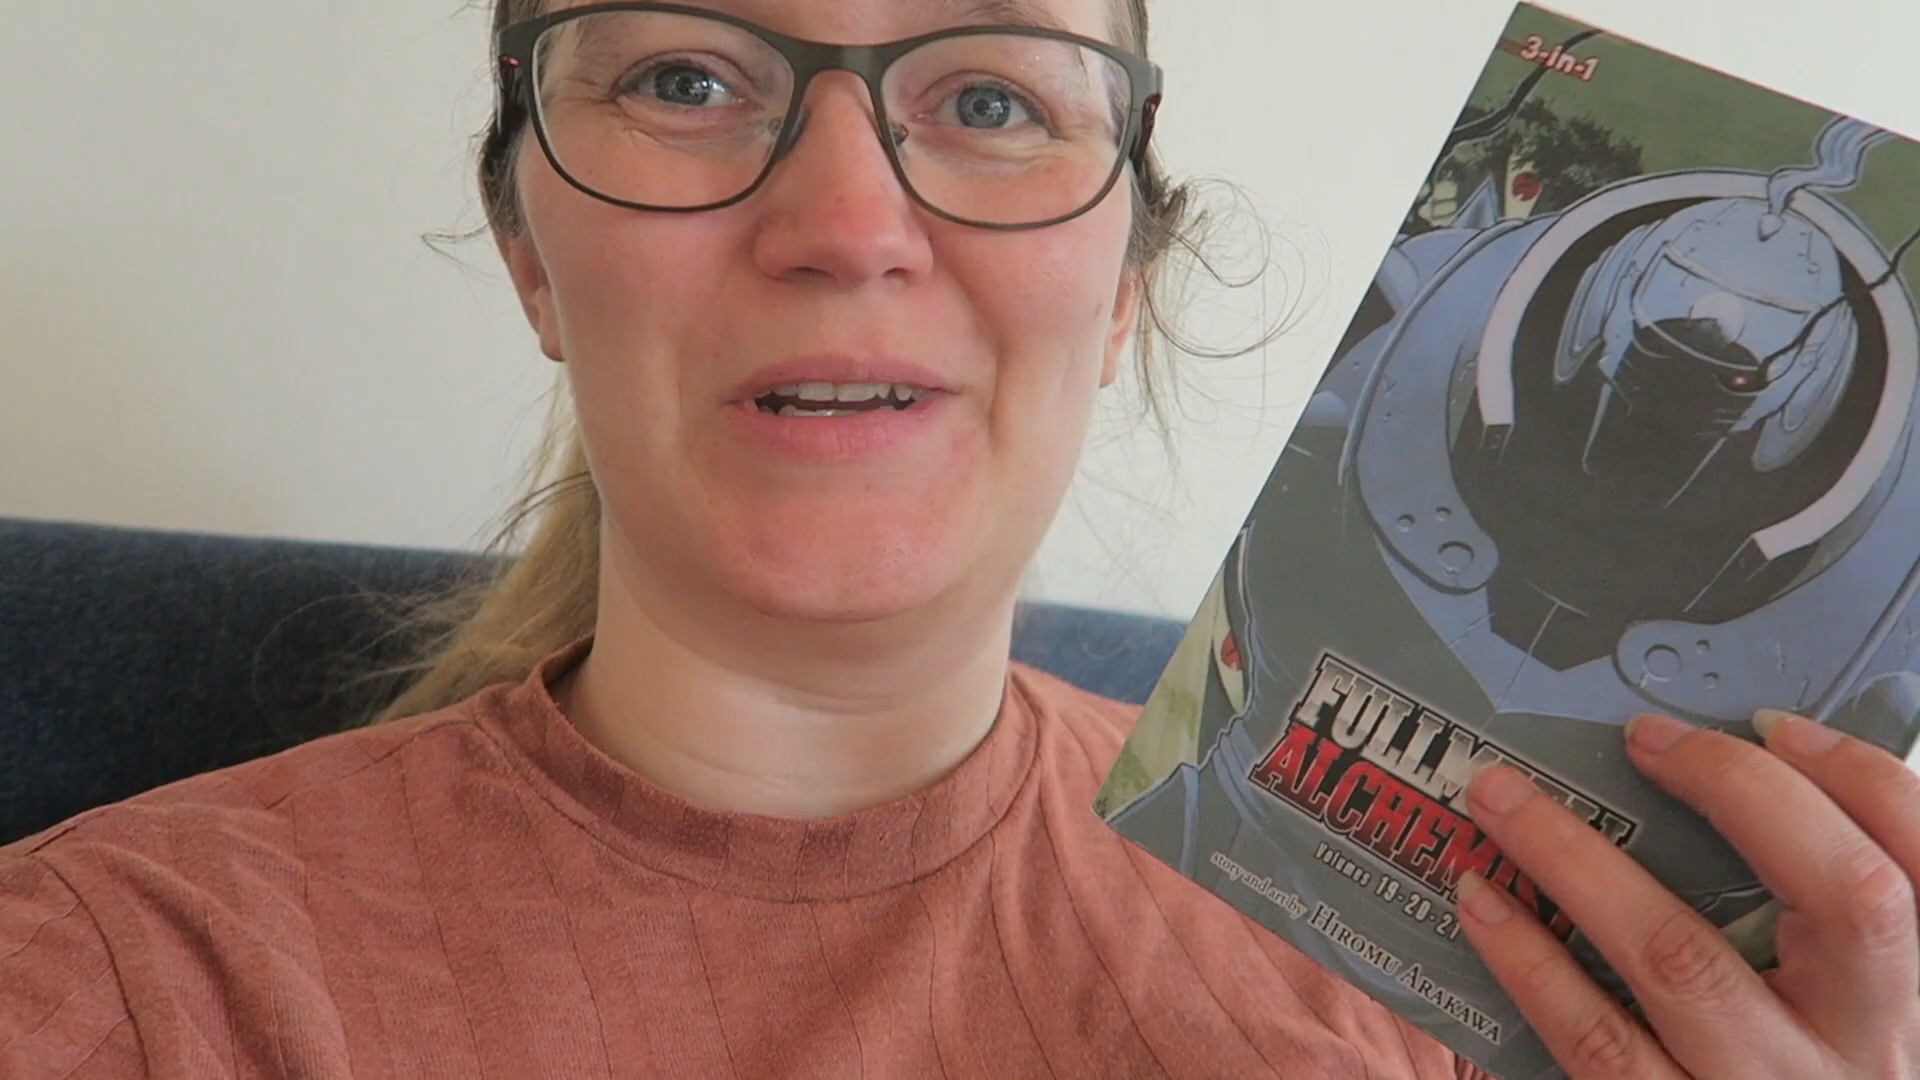 3-in-1
FULLMETAL
ALCHEMIST
Volumes 19-20-21
story and art by HIROMU ARAKAWA